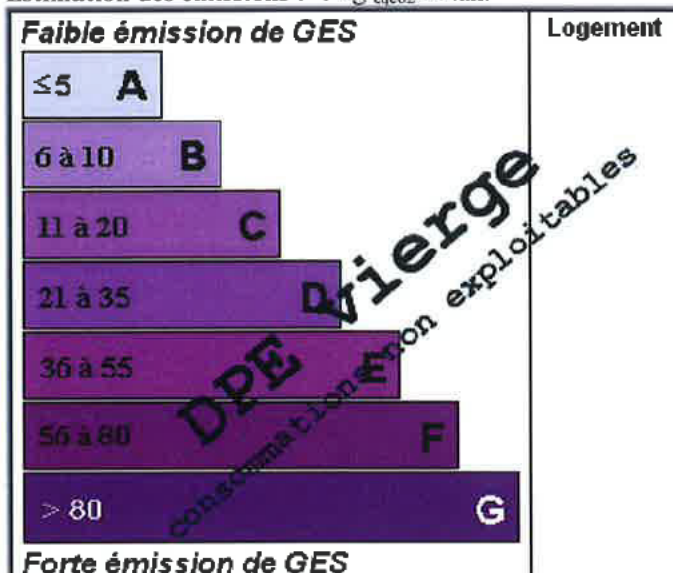 Faible émission de GES
Logement
≤5 A
6 à 10 B
11 à 20 C
21 à 35 D
36 à 55 E
56 à 80 F
> 80 G
Forte émission de GES
DPE vierge
consommations non exploitables